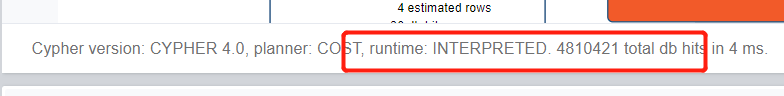 4 estimated rows
Cypher version: CYPHER 4.0, planner: COST, runtime: INTERPRETED. 4810421 total db hits in 4 ms.